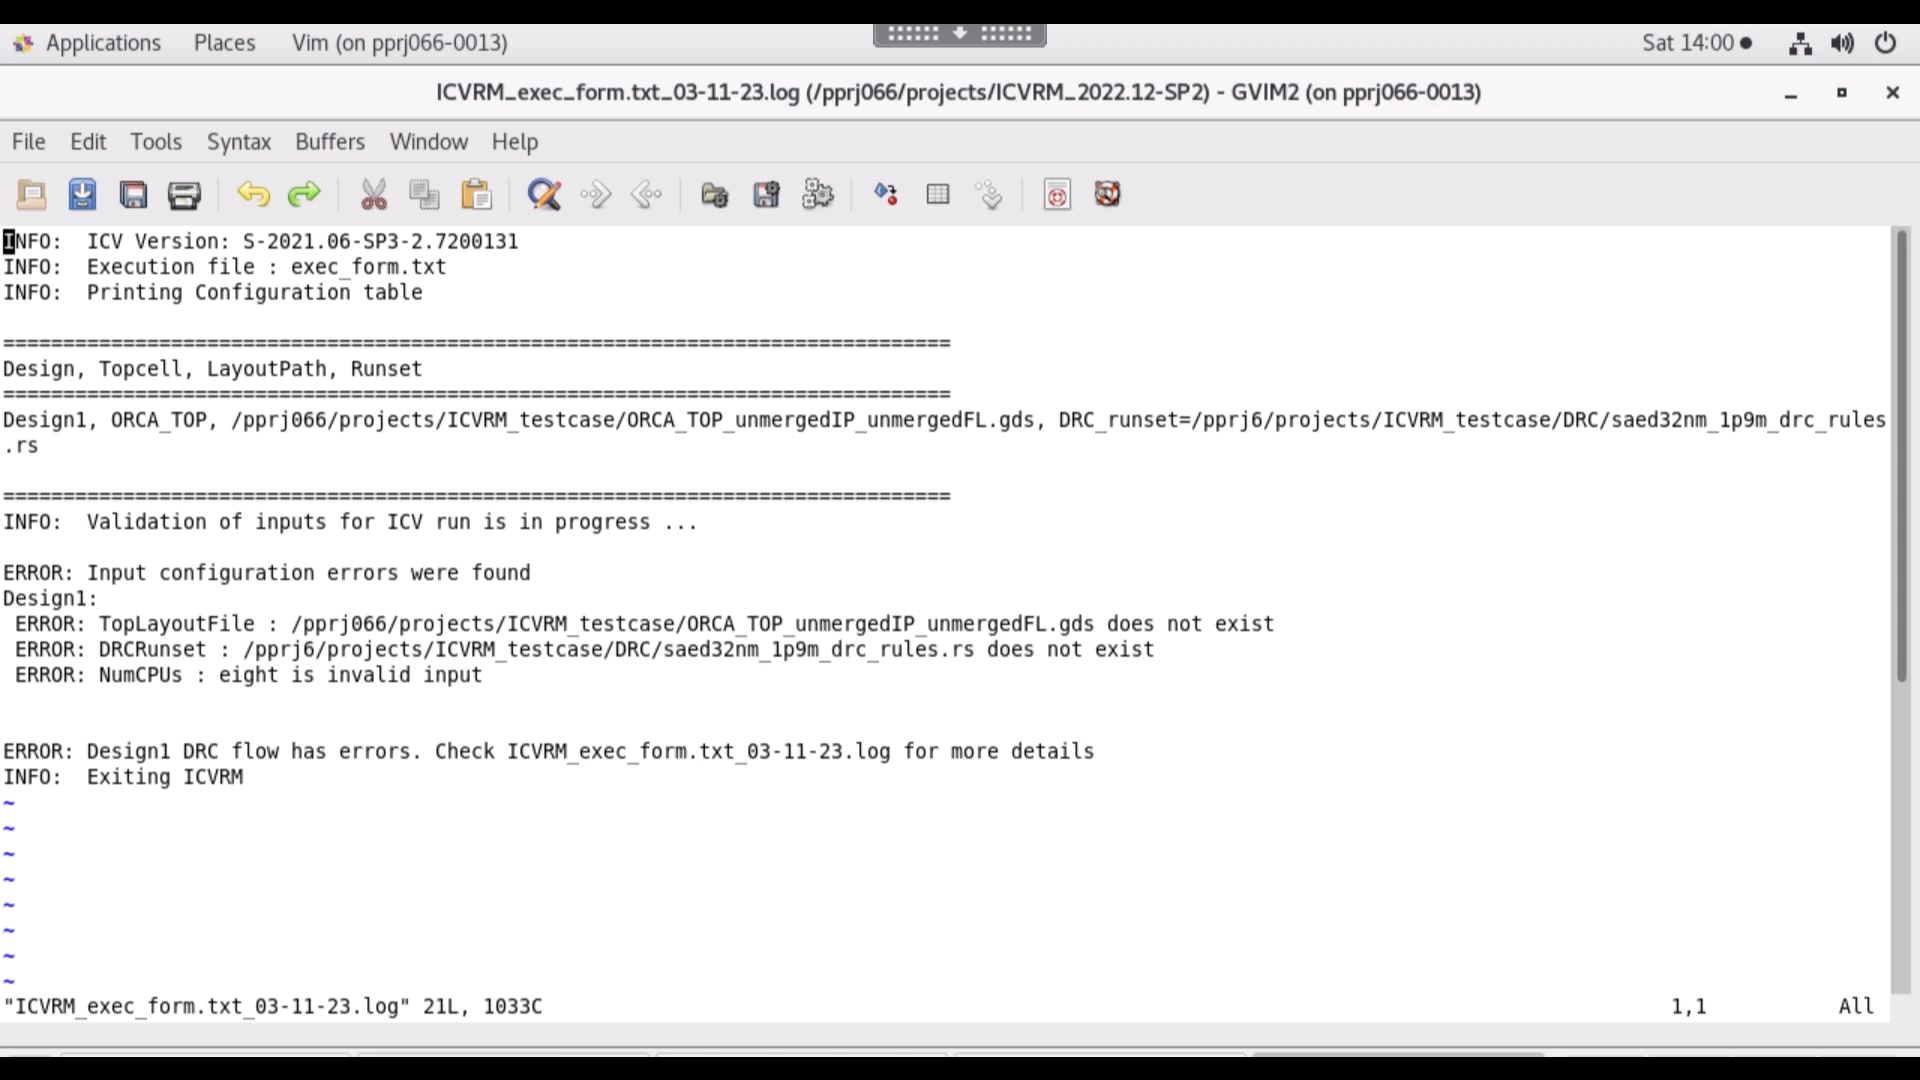 Applications Places Vim (on pprj066-0013) Sat 14:00
ICVRM_exec_form.txt_03-11-23.log (/pprj066/projects/ICVRM_2022.12-SP2) - GVIM2 (on pprj066-0013)
File Edit Tools Syntax Buffers Window Help
INFO:  ICV Version: S-2021.06-SP3-2.7200131
INFO:  Execution file : exec_form.txt
INFO:  Printing Configuration table
===============================================================================
Design, Topcell, LayoutPath, Runset
===============================================================================
Design1, ORCA_TOP, /pprj066/projects/ICVRM_testcase/ORCA_TOP_unmergedIP_unmergedFL.gds, DRC_runset=/pprj6/projects/ICVRM_testcase/DRC/saed32nm_1p9m_drc_rules
.rs
===============================================================================
INFO:  Validation of inputs for ICV run is in progress ...
ERROR: Input configuration errors were found
Design1:
 ERROR: TopLayoutFile : /pprj066/projects/ICVRM_testcase/ORCA_TOP_unmergedIP_unmergedFL.gds does not exist
 ERROR: DRCRunset : /pprj6/projects/ICVRM_testcase/DRC/saed32nm_1p9m_drc_rules.rs does not exist
 ERROR: NumCPUs : eight is invalid input
ERROR: Design1 DRC flow has errors. Check ICVRM_exec_form.txt_03-11-23.log for more details
INFO:  Exiting ICVRM
~
~
~
~
~
~
~
~
"ICVRM_exec_form.txt_03-11-23.log" 21L, 1033C 1,1 All